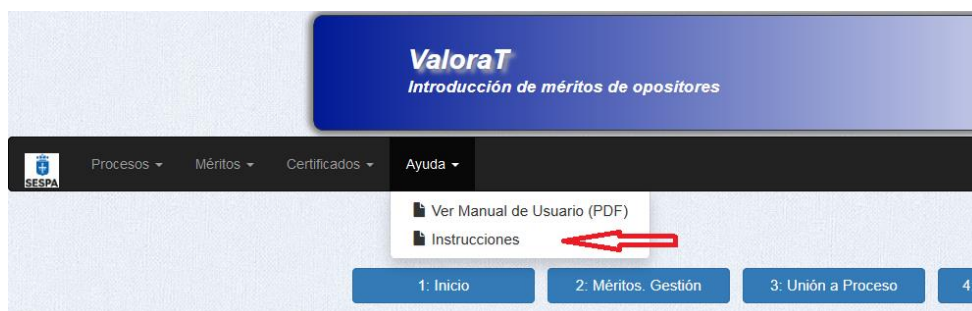 ValoraT
Introducción de méritos de opositores
SESPA
Procesos
Méritos
Certificados
Ayuda
Ver Manual de Usuario (PDF)
Instrucciones
1: Inicio
2: Méritos. Gestión
3: Unión a Proceso
4